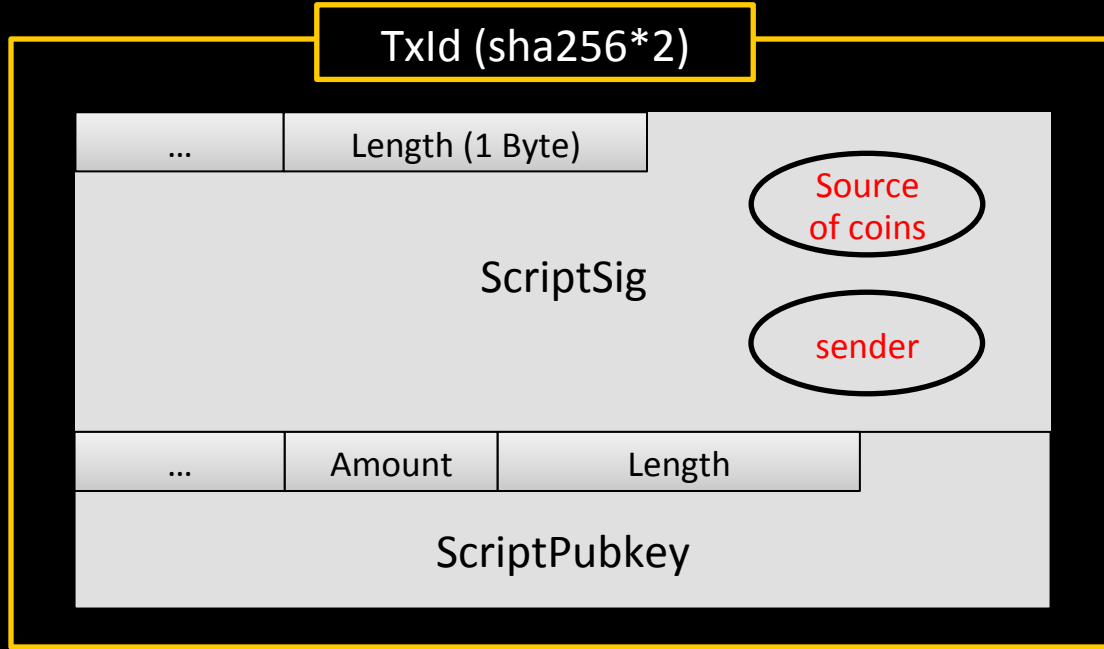 TxId (sha256*2)
... Length (1 Byte)
Source
of coins
ScriptSig
sender
... Amount Length
ScriptPubkey